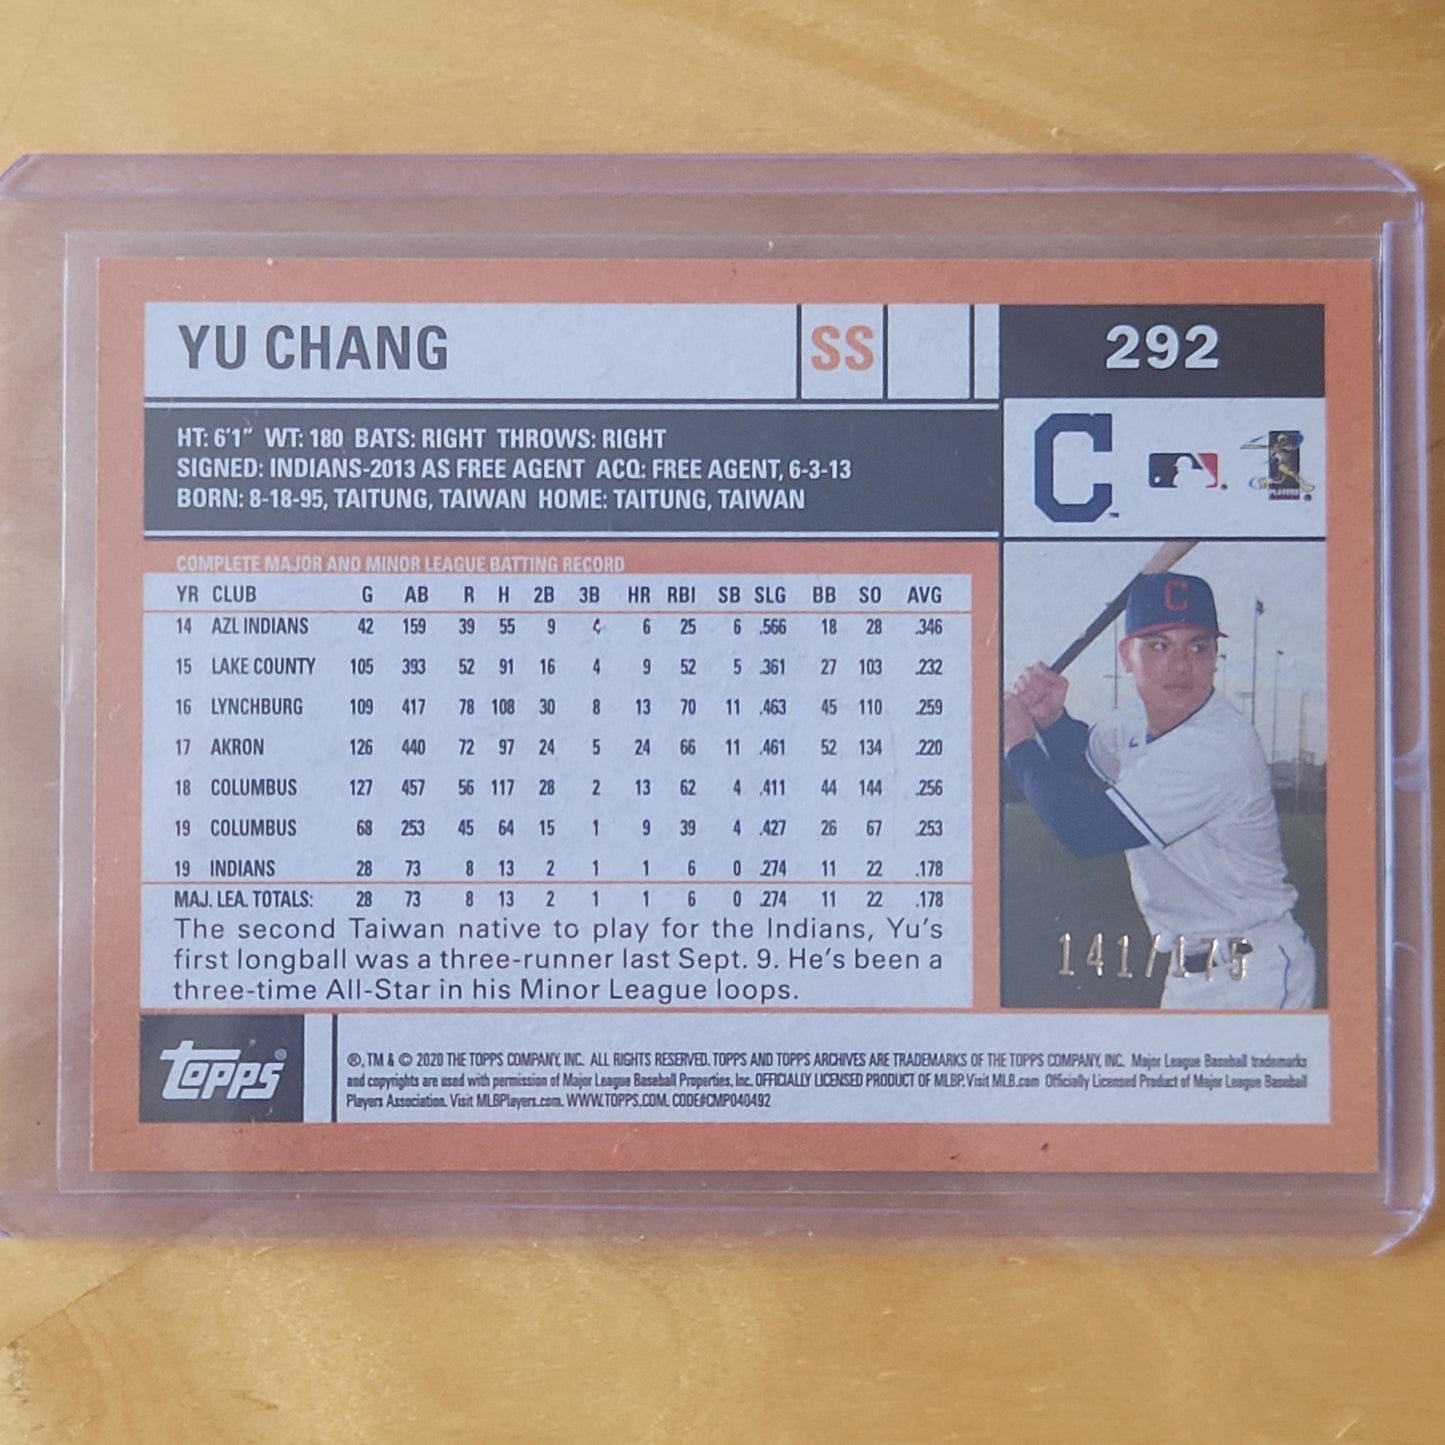 YU CHANG SS 292
HT: 6'1" WT: 180 BATS: RIGHT THROWS: RIGHT
SIGNED: INDIANS-2013 AS FREE AGENT ACQ: FREE AGENT, 6-3-13
BORN: 8-18-95, TAITUNG, TAIWAN HOME: TAITUNG, TAIWAN
C
PLAYERS
COMPLETE MAJOR AND MINOR LEAGUE BATTING RECORD
YR CLUB G AB R H 2B 3B HR RBI SB SLG BB SO AVG
14 AZL INDIANS 42 159 39 55 9 4 6 25 6 .566 18 28 .346
15 LAKE COUNTY 105 393 52 91 16 4 9 52 5 .361 27 103 .232
16 LYNCHBURG 109 417 78 108 30 8 13 70 11 .463 45 110 .259
17 AKRON 126 440 72 97 24 5 24 66 11 .461 52 134 .220
18 COLUMBUS 127 457 56 117 28 2 13 62 4 .411 44 144 .256
19 COLUMBUS 68 253 45 64 15 1 9 39 4 .427 26 67 .253
19 INDIANS 28 73 8 13 2 1 1 6 0 .274 11 22 .178
MAJ. LEA. TOTALS: 28 73 8 13 2 1 1 6 0 .274 11 22 .178
The second Taiwan native to play for the Indians, Yu's
first longball was a three-runner last Sept. 9. He's been a
three-time All-Star in his Minor League loops.
C
141/175
topps®
®, TM & © 2020 THE TOPPS COMPANY, INC. ALL RIGHTS RESERVED. TOPPS AND TOPPS ARCHIVES ARE TRADEMARKS OF THE TOPPS COMPANY, INC. Major League Baseball trademarks
and copyrights are used with permission of Major League Baseball Properties, Inc. OFFICIALLY LICENSED PRODUCT OF MLBP. Visit MLB.com Officially Licensed Product of Major League Baseball
Players Association. Visit MLBPlayers.com. WWW.TOPPS.COM. CODE#CMP040492